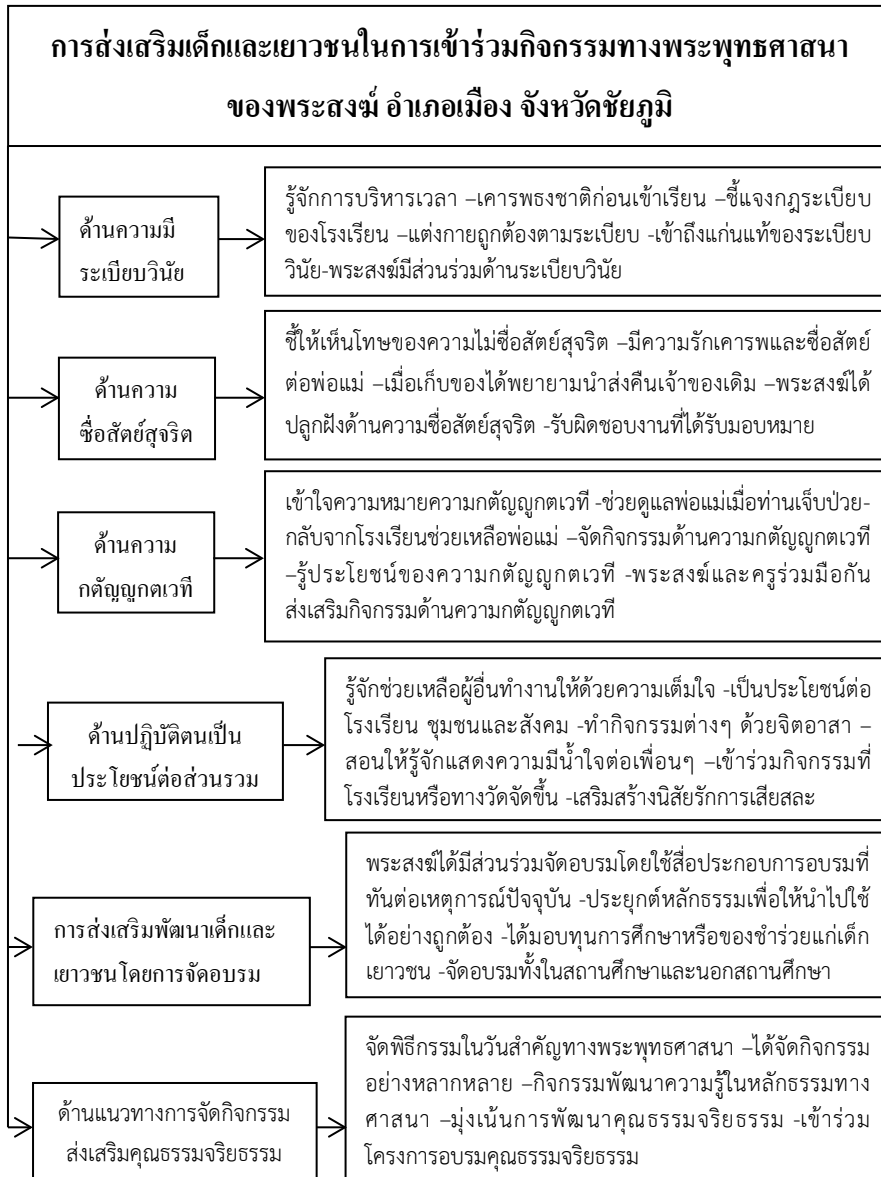 การส่งเสริมเด็กและเยาวชนในการเข้าร่วมกิจกรรมทางพระพุทธศาสนา
ของพระสงฆ์ อำเภอเมือง จังหวัดชัยภูมิ
ด้านความมี
ระเบียบวินัย
รู้จักการบริหารเวลา –เคารพธงชาติก่อนเข้าเรียน –ชี้แจงกฎระเบียบ
ของโรงเรียน –แต่งกายถูกต้องตามระเบียบ -เข้าถึงแก่นแท้ของระเบียบ
วินัย-พระสงฆ์มีส่วนร่วมด้านระเบียบวินัย
ด้านความ
ซื่อสัตย์สุจริต
ชี้ให้เห็นโทษของความไม่ซื่อสัตย์สุจริต –มีความรักเคารพและซื่อสัตย์
ต่อพ่อแม่ –เมื่อเก็บของได้พยายามนำส่งคืนเจ้าของเดิม –พระสงฆ์ได้
ปลูกฝังด้านความซื่อสัตย์สุจริต -รับผิดชอบงานที่ได้รับมอบหมาย
ด้านความ
กตัญญูกตเวที
เข้าใจความหมายความกตัญญูกตเวที -ช่วยดูแลพ่อแม่เมื่อท่านเจ็บป่วย-
กลับจากโรงเรียนช่วยเหลือพ่อแม่ –จัดกิจกรรมด้านความกตัญญูกตเวที
–รู้ประโยชน์ของความกตัญญูกตเวที -พระสงฆ์และครูร่วมมือกัน
ส่งเสริมกิจกรรมด้านความกตัญญูกตเวที
ด้านปฏิบัติตนเป็น
ประโยชน์ต่อส่วนรวม
รู้จักช่วยเหลือผู้อื่นทำงานให้ด้วยความเต็มใจ -เป็นประโยชน์ต่อ
โรงเรียน ชุมชนและสังคม -ทำกิจกรรมต่างๆ ด้วยจิตอาสา –
สอนให้รู้จักแสดงความมีน้ำใจต่อเพื่อนๆ –เข้าร่วมกิจกรรมที่
โรงเรียนหรือทางวัดจัดขึ้น -เสริมสร้างนิสัยรักการเสียสละ
การส่งเสริมพัฒนาเด็กและ
เยาวชนโดยการจัดอบรม
พระสงฆ์ได้มีส่วนร่วมจัดอบรมโดยใช้สื่อประกอบการอบรมที่
ทันต่อเหตุการณ์ปัจจุบัน -ประยุกต์หลักธรรมเพื่อให้นำไปใช้
ได้อย่างถูกต้อง -ได้มอบทุนการศึกษาหรือของชำร่วยแก่เด็ก
เยาวชน -จัดอบรมทั้งในสถานศึกษาและนอกสถานศึกษา
ด้านแนวทางการจัดกิจกรรม
ส่งเสริมคุณธรรมจริยธรรม
จัดพิธีกรรมในวันสำคัญทางพระพุทธศาสนา –ได้จัดกิจกรรม
อย่างหลากหลาย –กิจกรรมพัฒนาความรู้ในหลักธรรมทาง
ศาสนา –มุ่งเน้นการพัฒนาคุณธรรมจริยธรรม -เข้าร่วม
โครงการอบรมคุณธรรมจริยธรรม